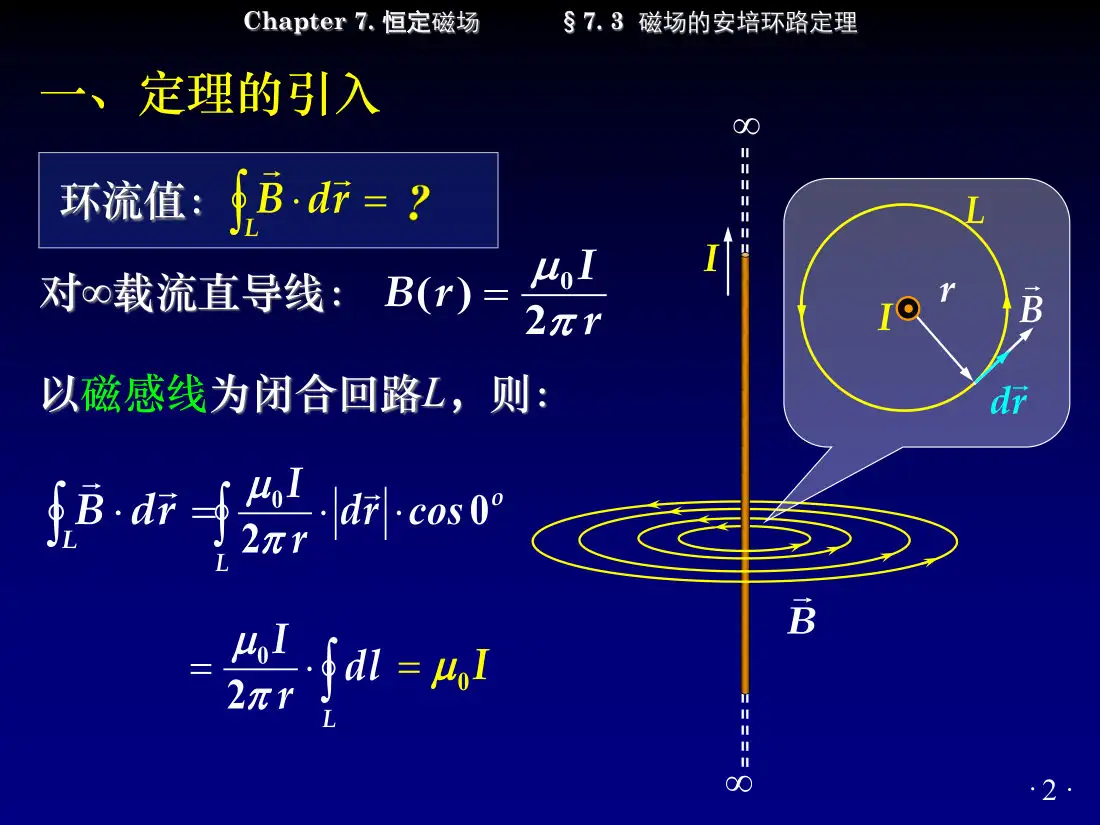 Chapter 7. 恒定磁场 §7. 3 磁场的安培环路定理
一、定理的引入
环流值: ∮_L B⃗ · dr⃗ = ?
对∞载流直导线: B(r) = μ₀I / 2πr
以磁感线为闭合回路L,则:
∮_L B⃗ · dr⃗ = ∮_L μ₀I / 2πr · |dr⃗| · cos 0°
= μ₀I / 2πr · ∮_L dl = μ₀I
∞
I
L
r
I
B⃗
dr⃗
B⃗
∞
· 2 ·